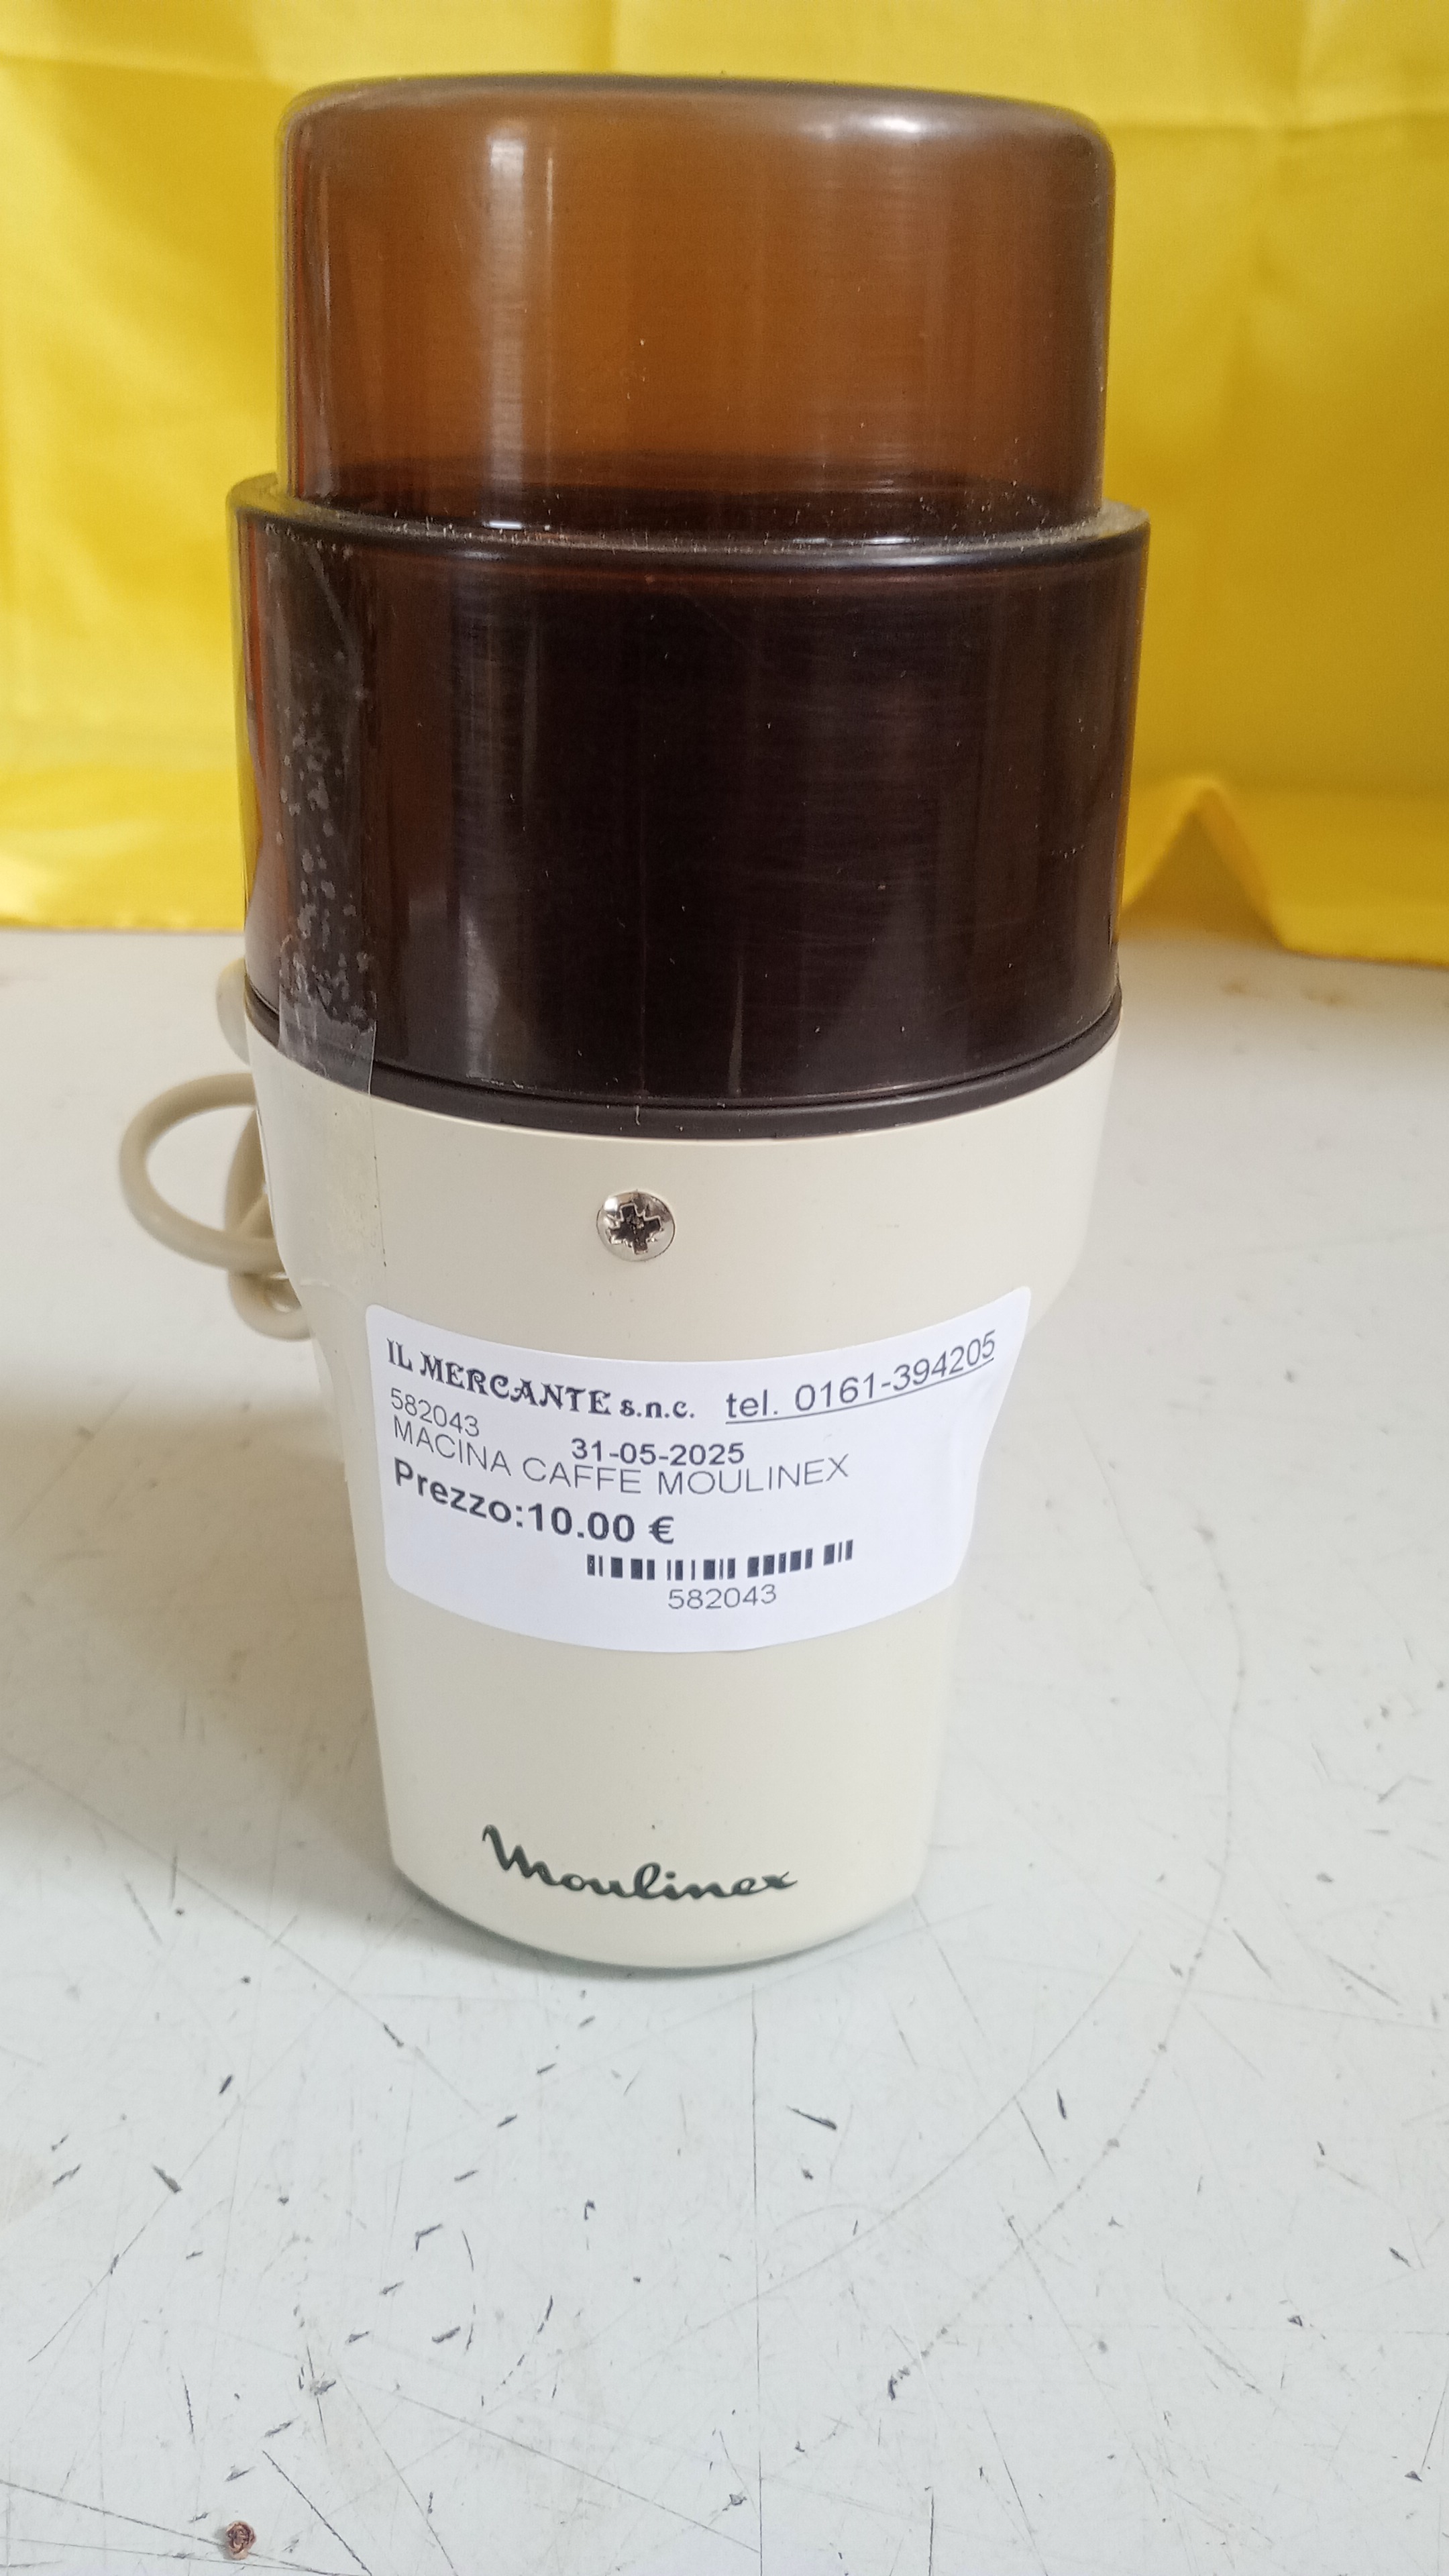 IL MERCANTE s.n.c. tel. 0161-394205
582043
31-05-2025
MACINA CAFFE MOULINEX
Prezzo:10.00 €
582043
Moulinex